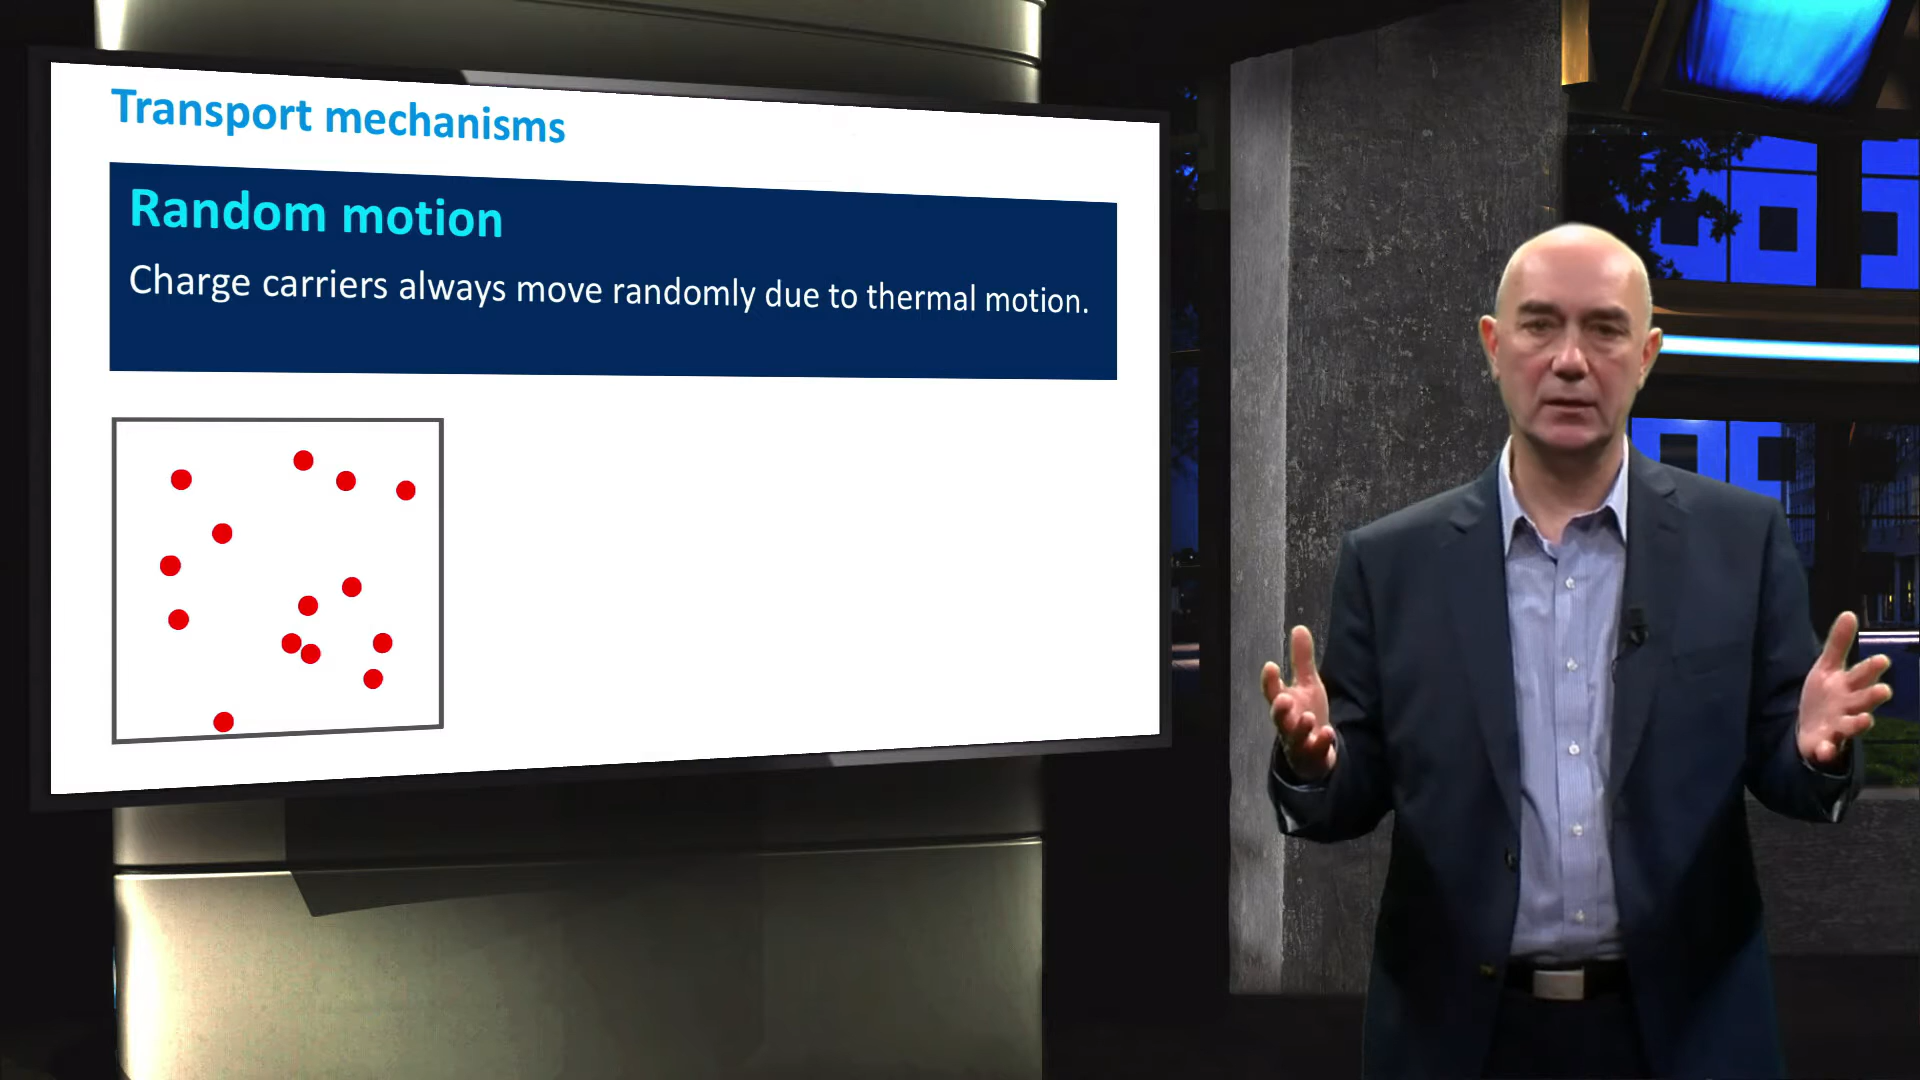 Transport mechanisms
Random motion
Charge carriers always move randomly due to thermal motion.